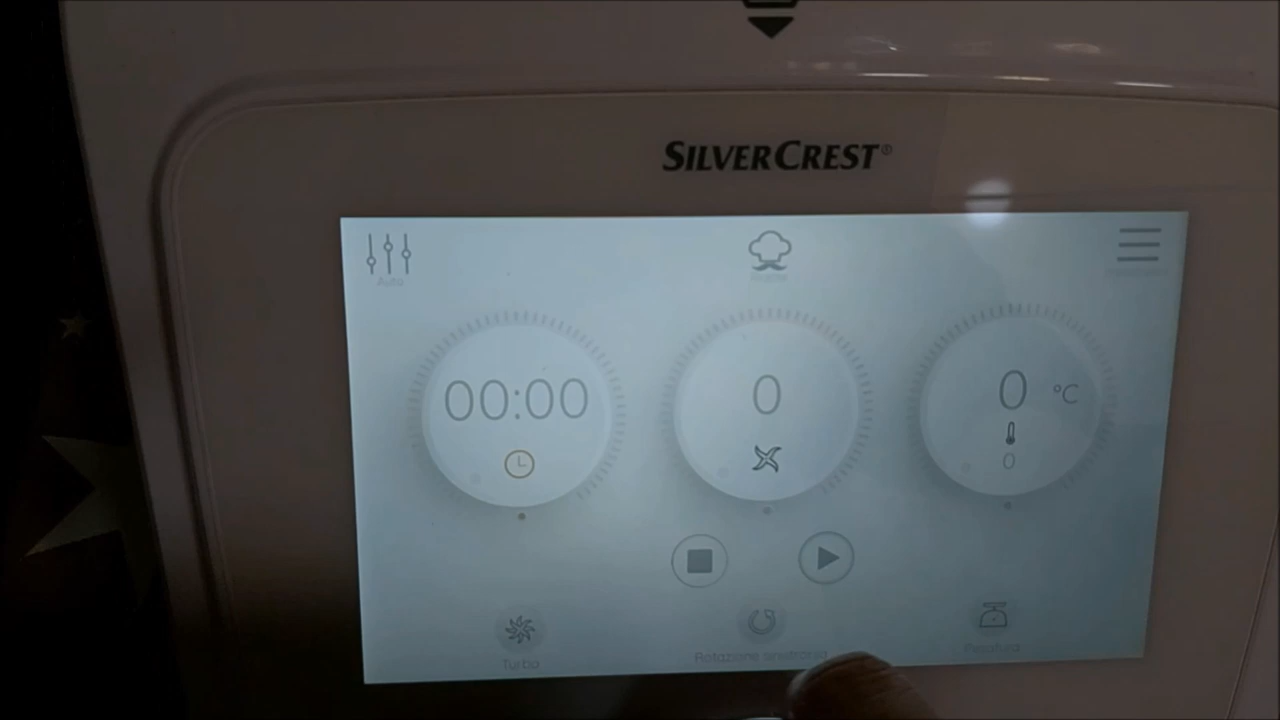 SILVERCREST®
Auto
00:00
0
0 °C
0
Turbo
Rotazione sinistrorsa
Pesatura